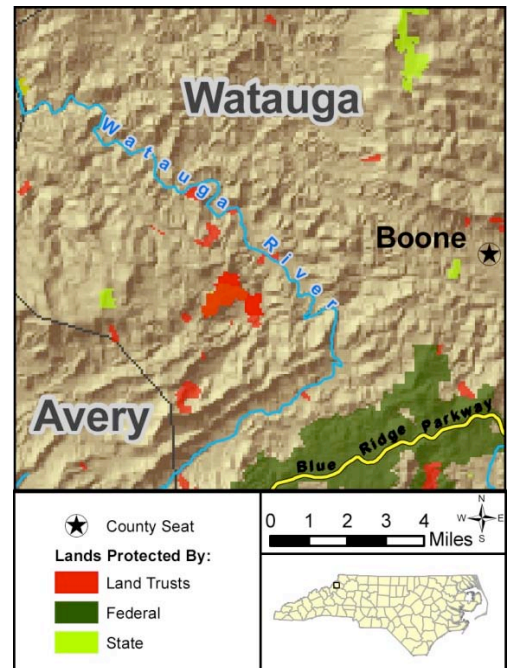 Watauga
Watauga River
Boone
Avery
Blue Ridge Parkway
County Seat
Lands Protected By:
Land Trusts
Federal
State
0 1 2 3 4
Miles
N
W E
S